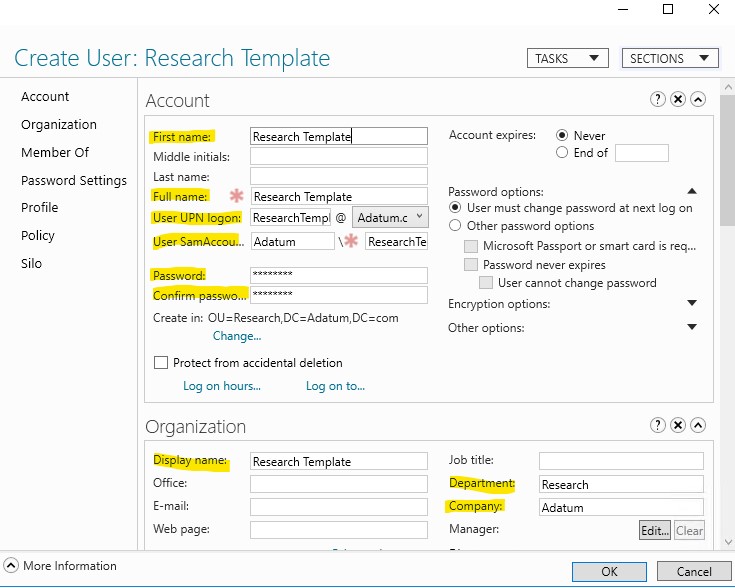 Create User: Research Template
TASKS
SECTIONS
Account
Organization
Member Of
Password Settings
Profile
Policy
Silo
Account
First name: Research Template
Middle initials:
Last name:
Full name: * Research Template
User UPN logon: ResearchTempl @ Adatum.c
User SamAccou... Adatum \ * ResearchTe
Password: ********
Confirm passwo... ********
Create in: OU=Research,DC=Adatum,DC=com
Change...
Protect from accidental deletion
Log on hours... Log on to...
Account expires: Never
End of
Password options:
User must change password at next log on
Other password options
Microsoft Passport or smart card is req...
Password never expires
User cannot change password
Encryption options:
Other options:
Organization
Display name: Research Template
Office:
E-mail:
Web page:
Job title:
Department: Research
Company: Adatum
Manager: Edit... Clear
More Information
OK Cancel